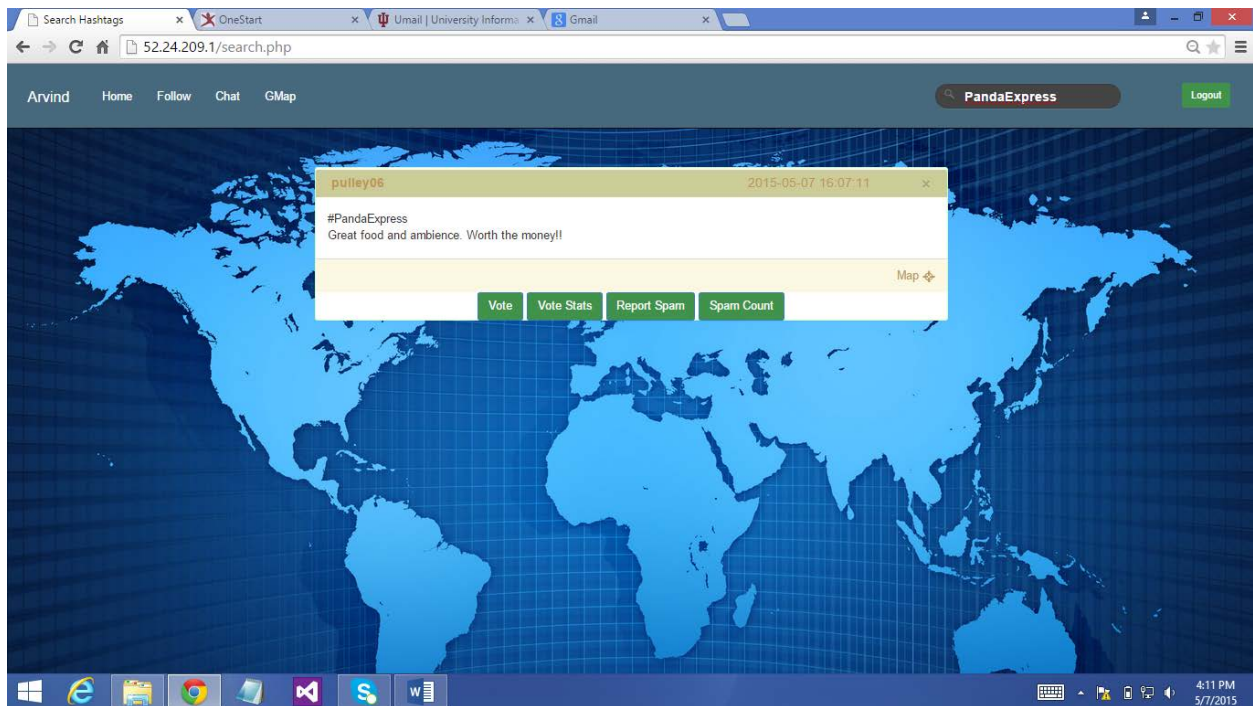 Search Hashtags OneStart Umail | University Informa Gmail
52.24.209.1/search.php
Arvind Home Follow Chat GMap PandaExpress Logout
pulley06 2015-05-07 16:07:11
#PandaExpress
Great food and ambience. Worth the money!!
Map
Vote Vote Stats Report Spam Spam Count
4:11 PM
5/7/2015